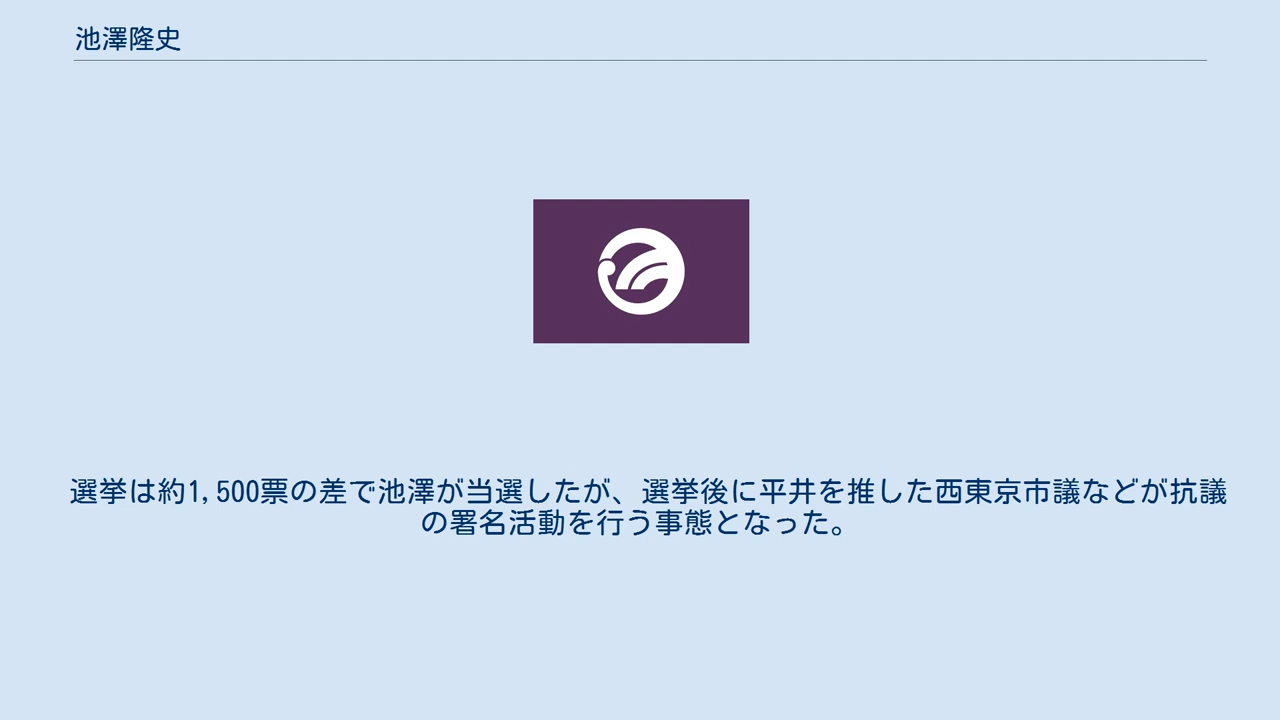 池澤隆史
選挙は約1,500票の差で池澤が当選したが、選挙後に平井を推した西東京市議などが抗議
の署名活動を行う事態となった。